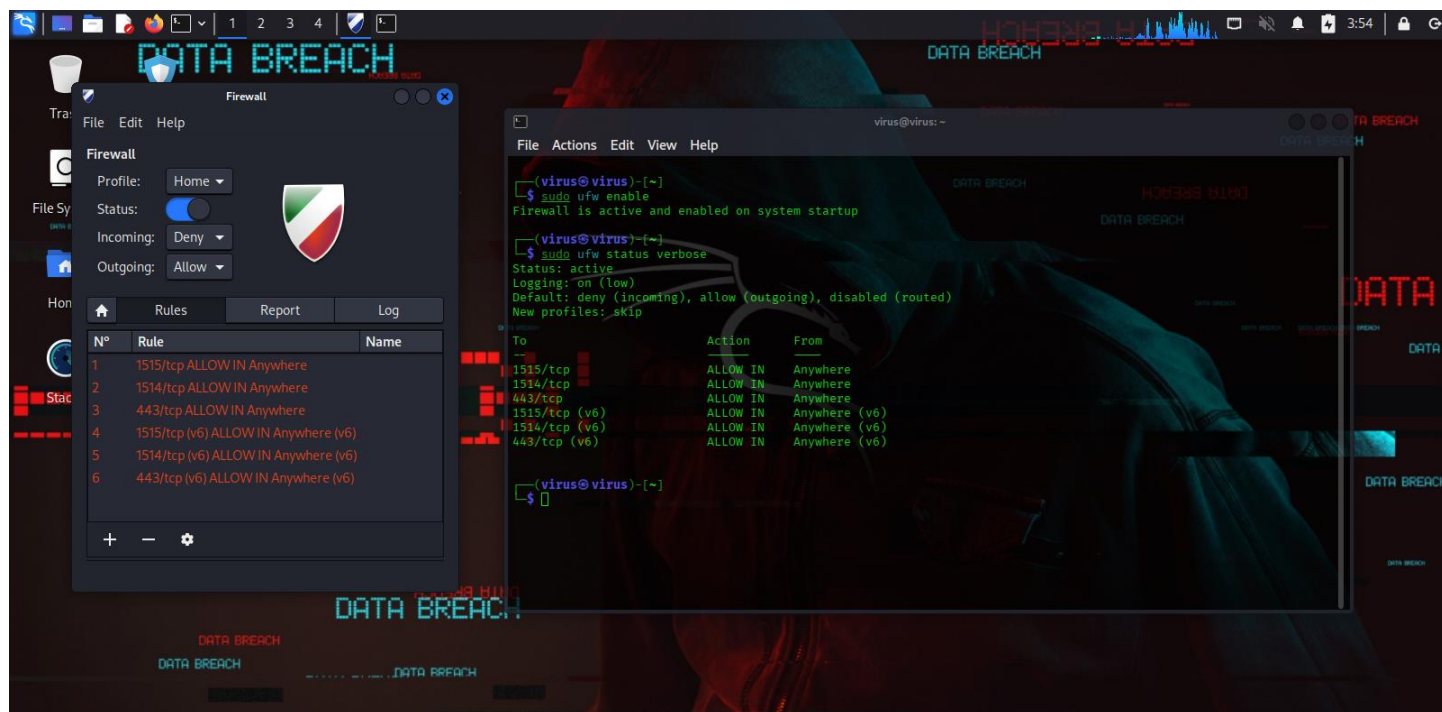 1 2 3 4
3:54
DATA BREACH
DATA BREACH
Firewall
File Edit Help
Firewall
Profile: Home
Status:
Incoming: Deny
Outgoing: Allow
Rules Report Log
Nº Rule Name
1 1515/tcp ALLOW IN Anywhere
2 1514/tcp ALLOW IN Anywhere
3 443/tcp ALLOW IN Anywhere
4 1515/tcp (v6) ALLOW IN Anywhere (v6)
5 1514/tcp (v6) ALLOW IN Anywhere (v6)
6 443/tcp (v6) ALLOW IN Anywhere (v6)
virus@virus: ~
File Actions Edit View Help
(virus㉿virus)-[~]
$ sudo ufw enable
Firewall is active and enabled on system startup
(virus㉿virus)-[~]
$ sudo ufw status verbose
Status: active
Logging: on (low)
Default: deny (incoming), allow (outgoing), disabled (routed)
New profiles: skip
To Action From
-- ------ ----
1515/tcp ALLOW IN Anywhere
1514/tcp ALLOW IN Anywhere
443/tcp ALLOW IN Anywhere
1515/tcp (v6) ALLOW IN Anywhere (v6)
1514/tcp (v6) ALLOW IN Anywhere (v6)
443/tcp (v6) ALLOW IN Anywhere (v6)
(virus㉿virus)-[~]
$
DATA BREACH
DATA BREACH
DATA
DATA
DATA BREACH
DATA BREACH
DATA BREACH
DATA BREACH
DATA BREACH